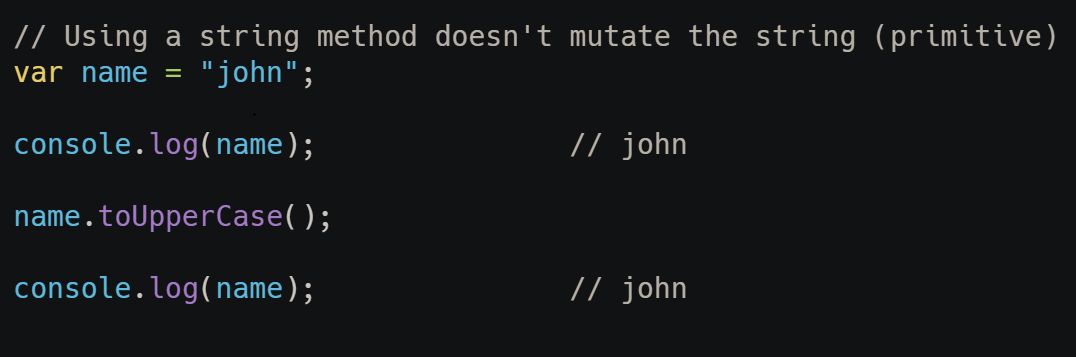 // Using a string method doesn't mutate the string (primitive)
var name = "john";
console.log(name);               // john
name.toUpperCase();
console.log(name);               // john